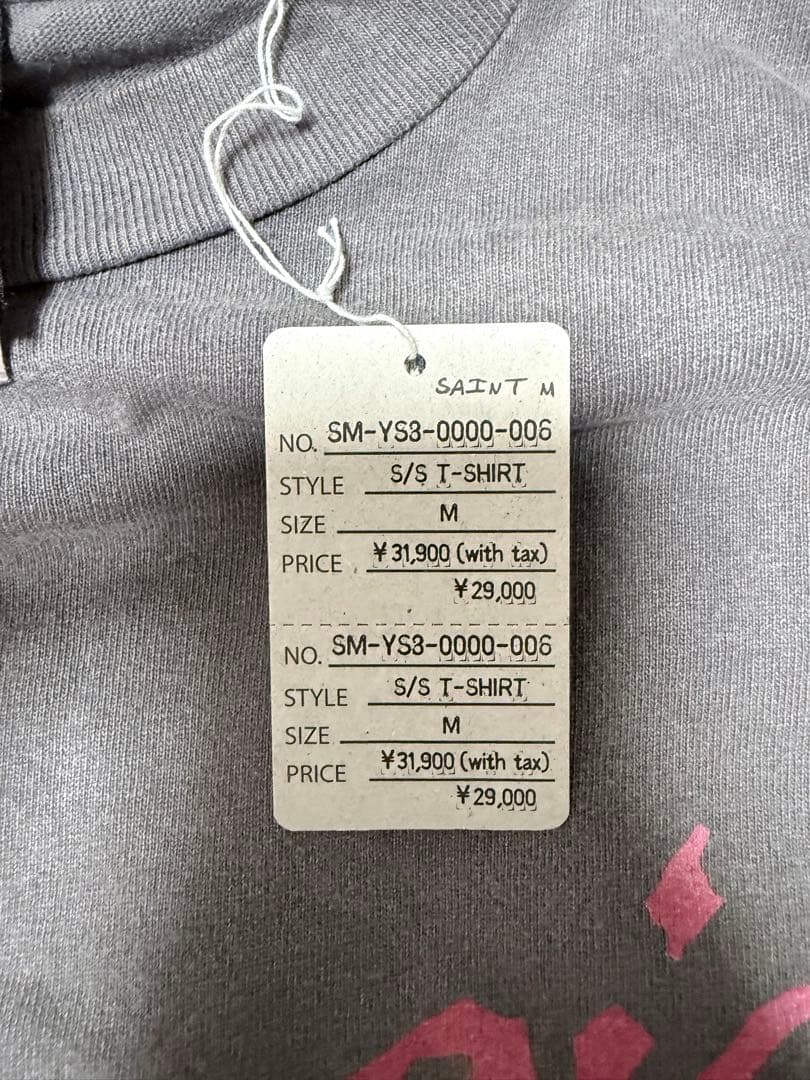 SAINT M
NO. SM-YS3-0000-006
STYLE S/S T-SHIRT
SIZE M
PRICE ¥31,900 (with tax)
¥29,000
NO. SM-YS3-0000-006
STYLE S/S T-SHIRT
SIZE M
PRICE ¥31,900 (with tax)
¥29,000